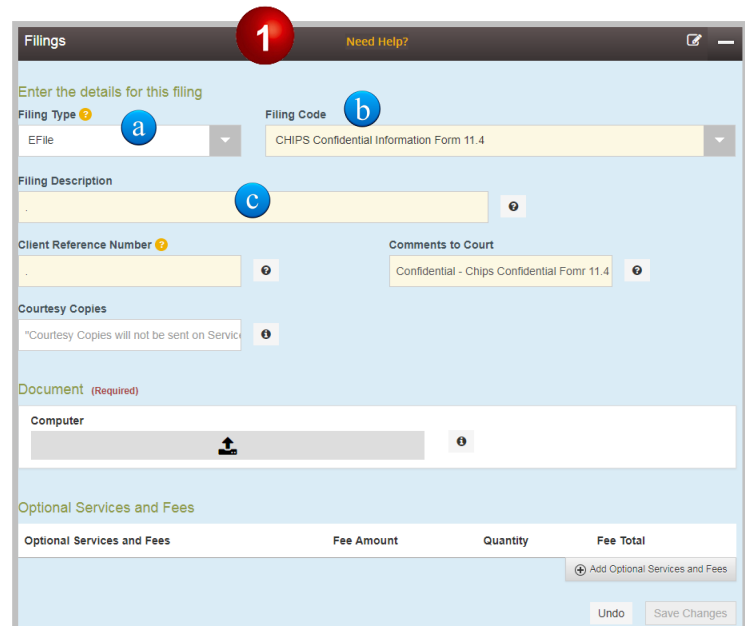 Filings 1 Need Help?
Enter the details for this filing
Filing Type Filing Code
a b
EFile CHIPS Confidential Information Form 11.4
Filing Description
. c
Client Reference Number Comments to Court
. Confidential - Chips Confidential Fomr 11.4
Courtesy Copies
"Courtesy Copies will not be sent on Servic
Document (Required)
Computer
Optional Services and Fees
Optional Services and Fees Fee Amount Quantity Fee Total
Add Optional Services and Fees
Undo Save Changes